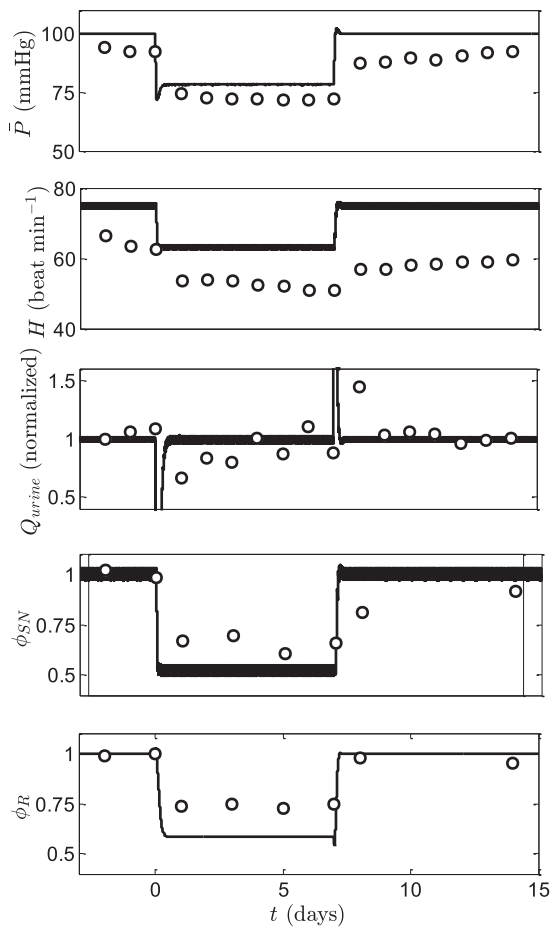 100
75
50
P̄ (mmHg)
80
60
40
H (beat min⁻¹)
1.5
1
0.5
Q_urine (normalized)
1
0.75
0.5
ϕ_SN
1
0.75
0.5
ϕ_R
0 5 10 15
t (days)